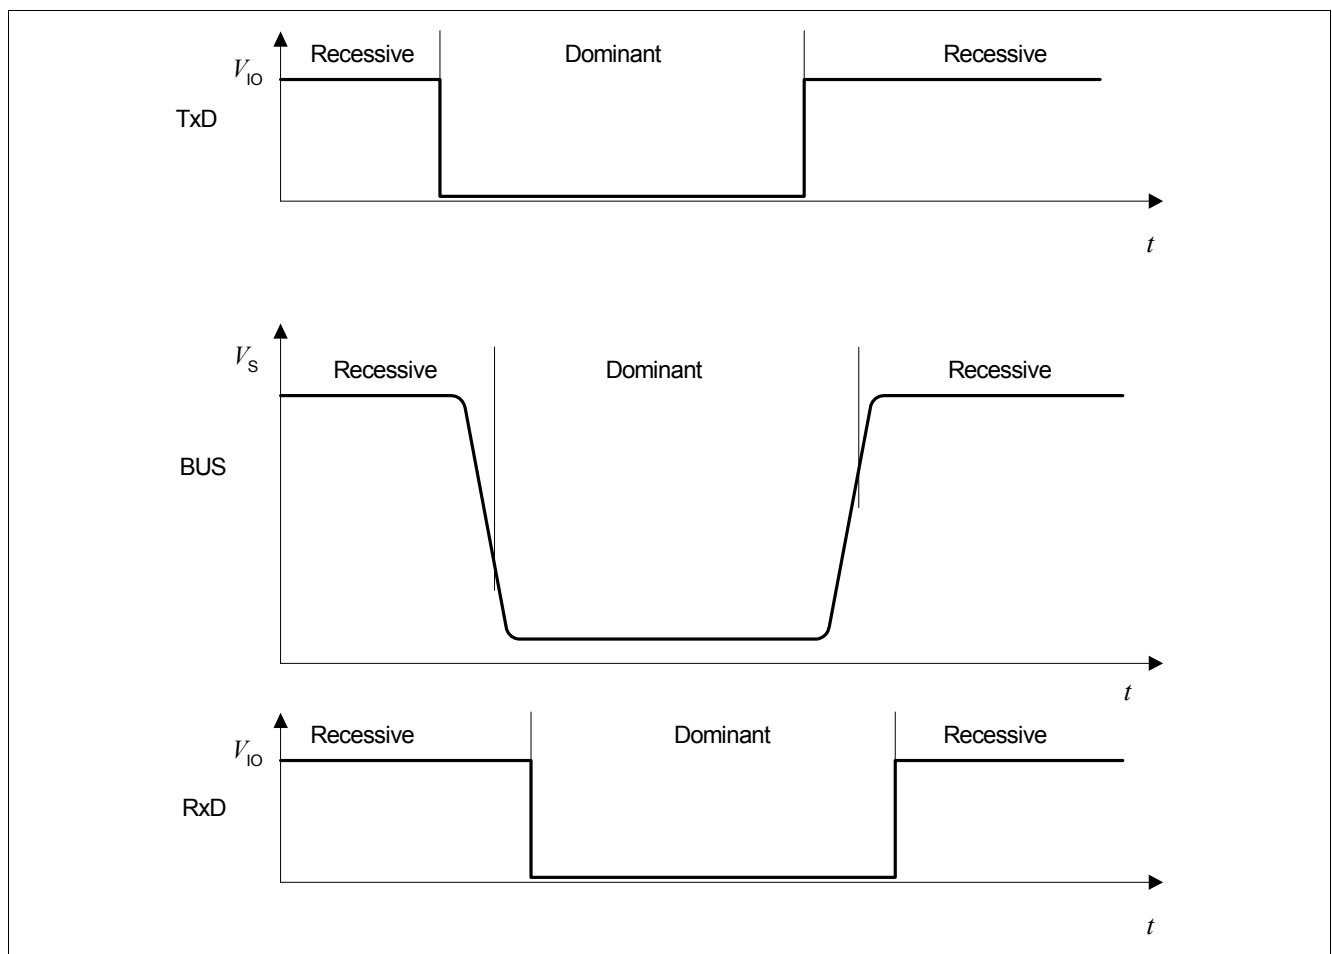 Recessive Dominant Recessive
VIO
TxD
t
VS
Recessive Dominant Recessive
BUS
t
Recessive Dominant Recessive
VIO
RxD
t